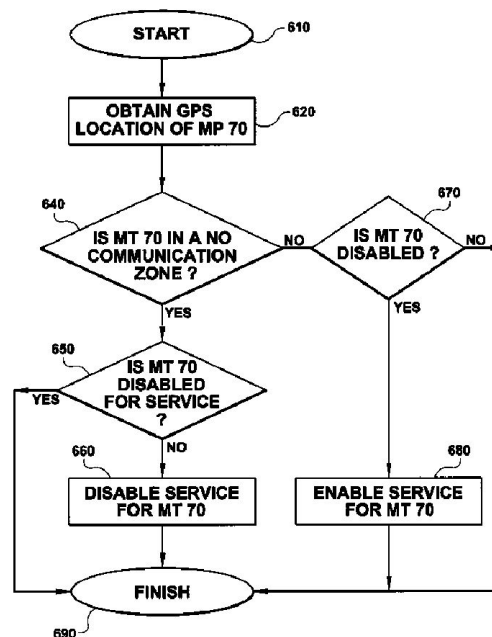 START
610
OBTAIN GPS
LOCATION OF MP 70
620
640
IS MT 70 IN A NO
COMMUNICATION
ZONE ?
NO
YES
670
IS MT 70
DISABLED ?
NO
YES
650
IS MT 70
DISABLED
FOR SERVICE
?
YES
NO
660
DISABLE SERVICE
FOR MT 70
680
ENABLE SERVICE
FOR MT 70
FINISH
690